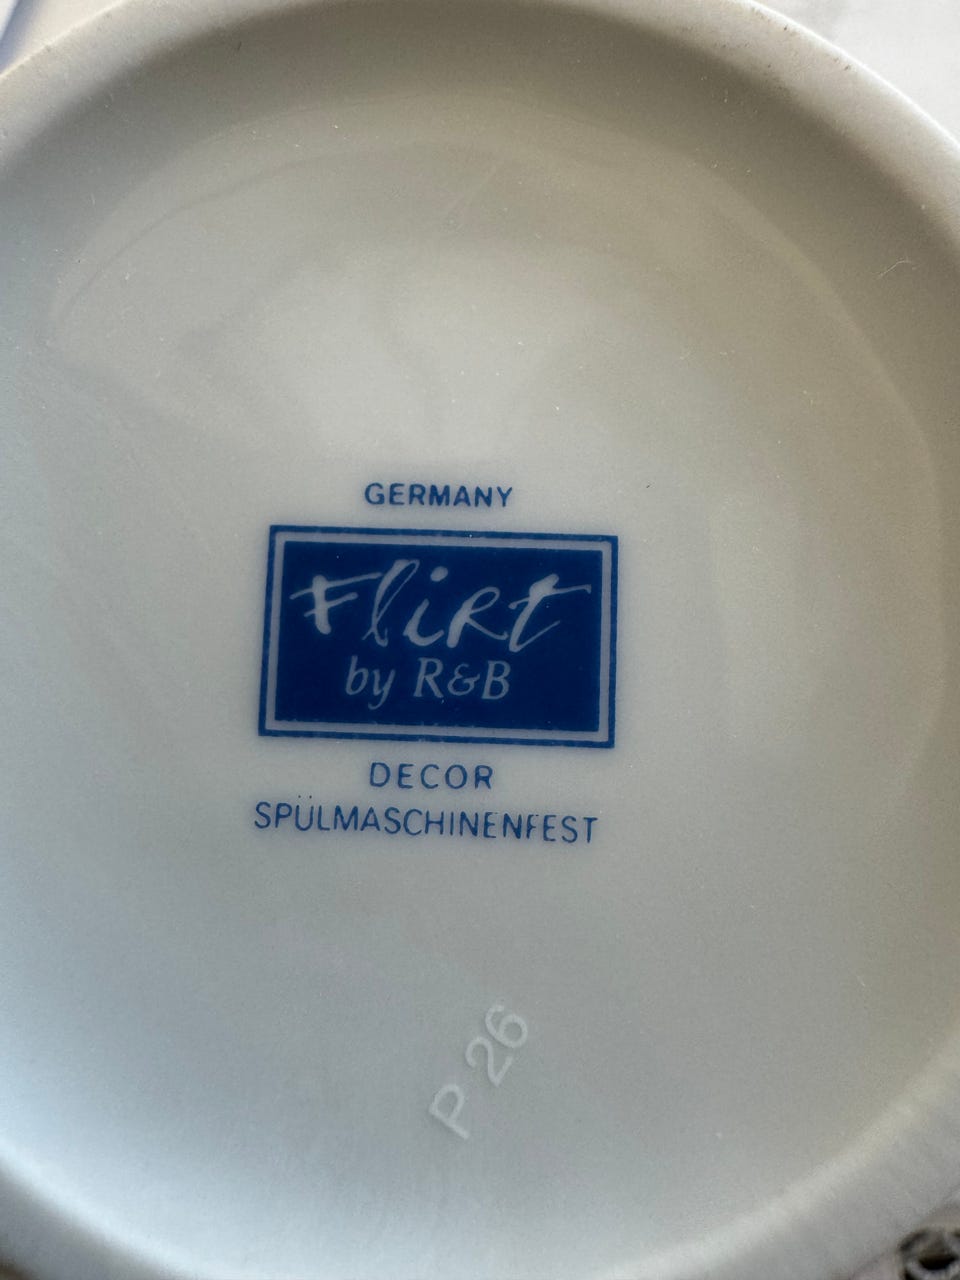 GERMANY
Flirt
by R&B
DECOR
SPÜLMASCHINENFEST
P 26